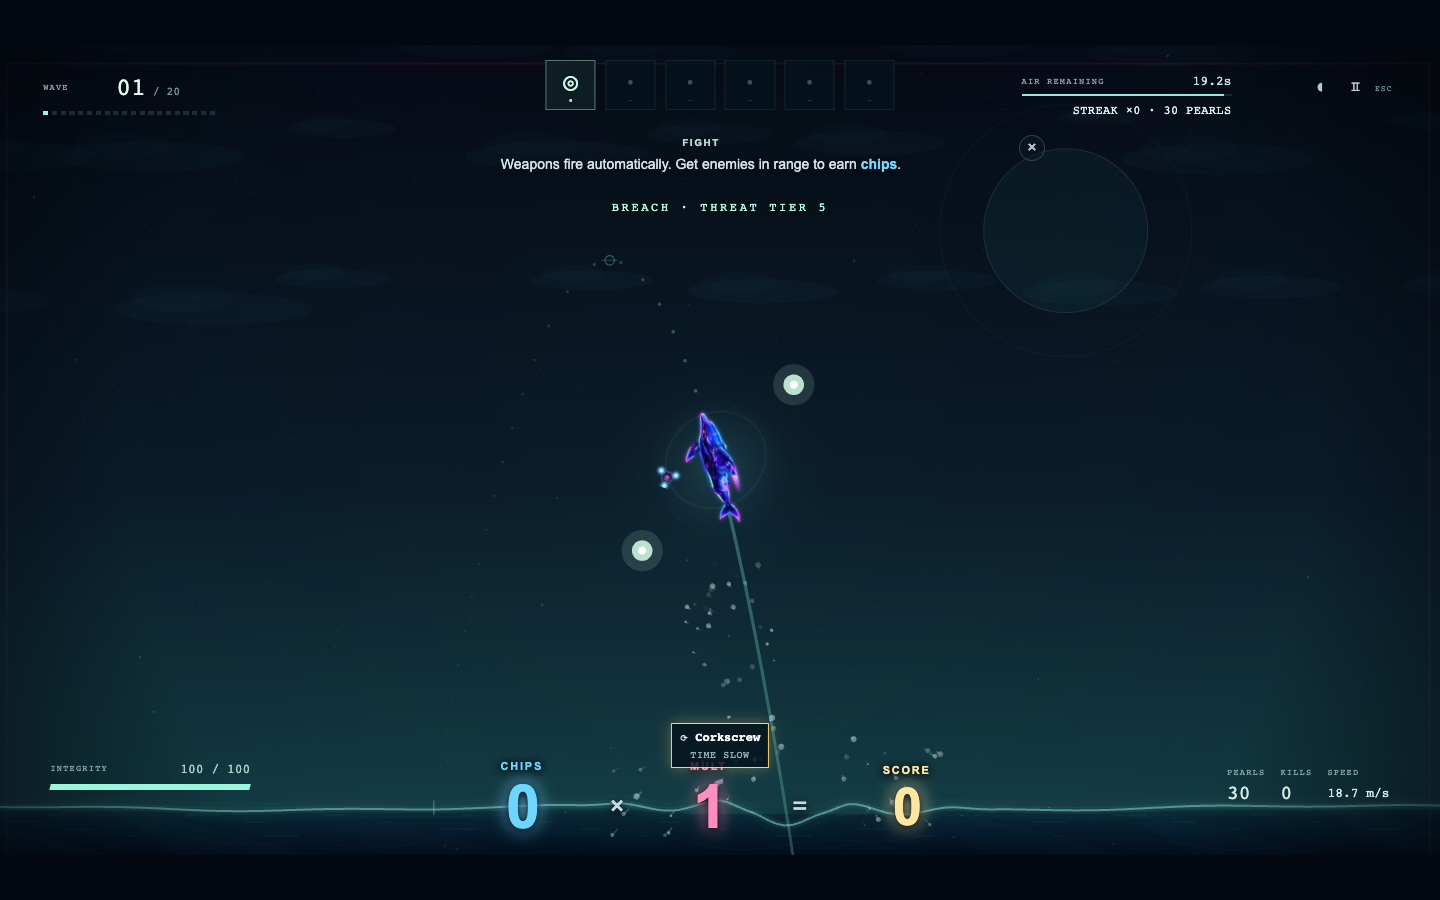 WAVE 01 / 20
AIR REMAINING 19.2s
STREAK ×0 · 30 PEARLS
II ESC
FIGHT
Weapons fire automatically. Get enemies in range to earn chips.
BREACH · THREAT TIER 5
Corkscrew
TIME SLOW
INTEGRITY 100 / 100
CHIPS MULT SCORE
0 × 1 = 0
PEARLS KILLS SPEED
30 0 18.7 m/s